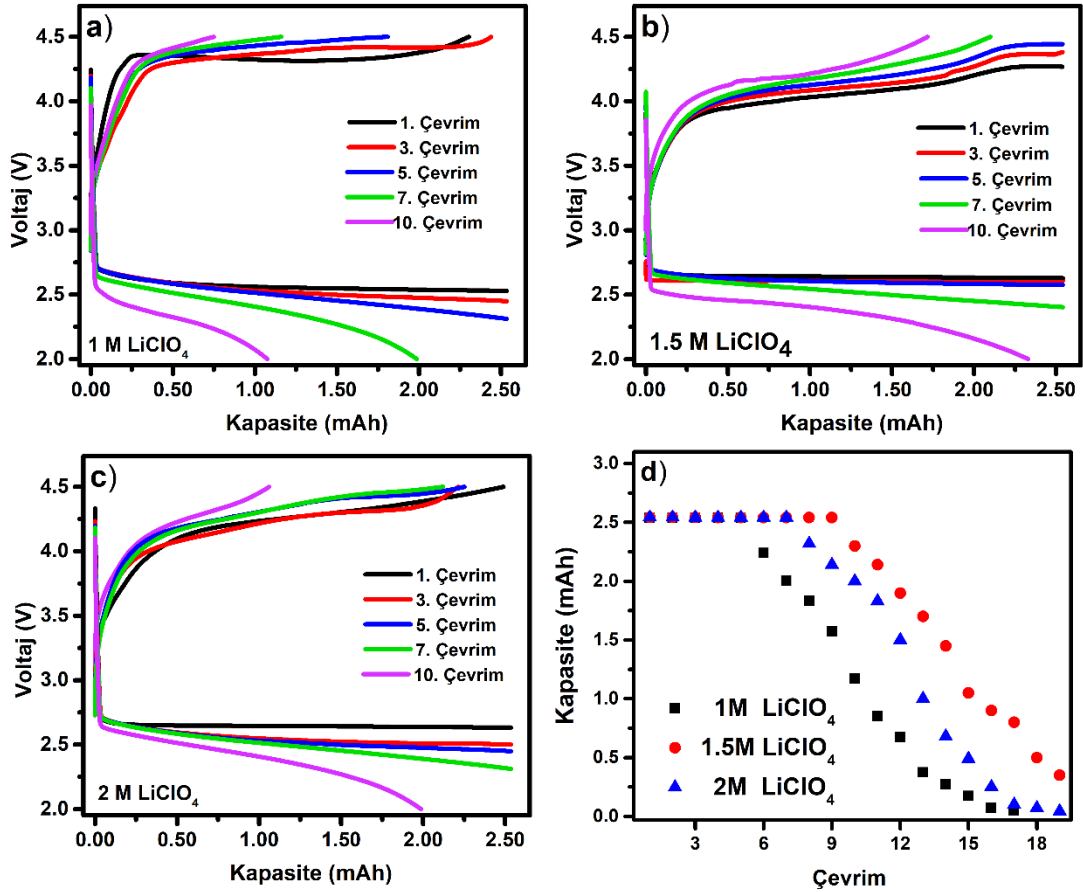 a)
Voltaj (V)
4.5
4.0
3.5
3.0
2.5
2.0
1. Çevrim
3. Çevrim
5. Çevrim
7. Çevrim
10. Çevrim
1 M LiClO₄
0.00 0.50 1.00 1.50 2.00 2.50
Kapasite (mAh)
b)
Voltaj (V)
4.5
4.0
3.5
3.0
2.5
2.0
1. Çevrim
3. Çevrim
5. Çevrim
7. Çevrim
10. Çevrim
1.5 M LiClO₄
0.00 0.50 1.00 1.50 2.00 2.50
Kapasite (mAh)
c)
Voltaj (V)
4.5
4.0
3.5
3.0
2.5
2.0
1. Çevrim
3. Çevrim
5. Çevrim
7. Çevrim
10. Çevrim
2 M LiClO₄
0.00 0.50 1.00 1.50 2.00 2.50
Kapasite (mAh)
d)
Kapasite (mAh)
3.0
2.5
2.0
1.5
1.0
0.5
0.0
1M LiClO₄
1.5M LiClO₄
2M LiClO₄
3 6 9 12 15 18
Çevrim